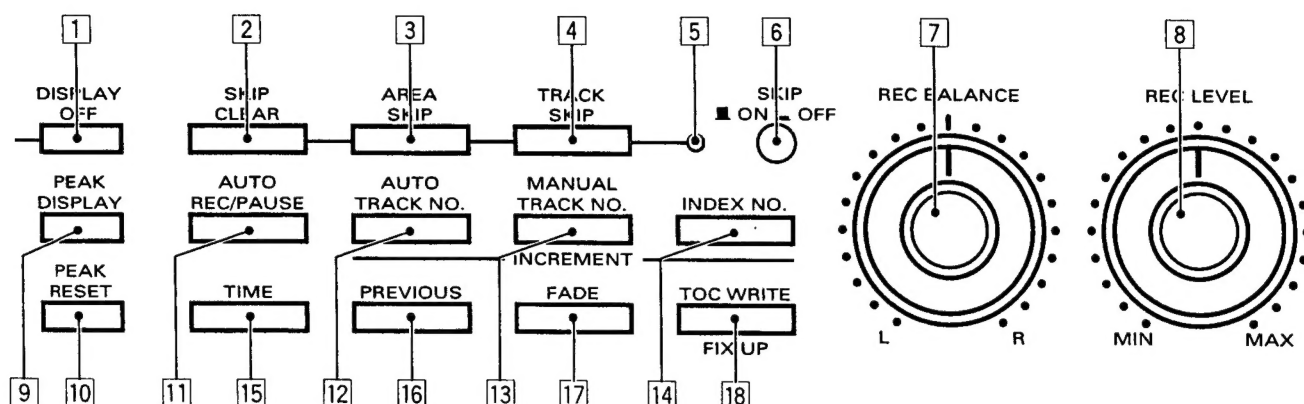 1 2 3 4 5 6 7 8
DISPLAY OFF SKIP CLEAR AREA SKIP TRACK SKIP SKIP ON OFF REC BALANCE REC LEVEL
PEAK DISPLAY AUTO REC/PAUSE AUTO TRACK NO. MANUAL TRACK NO. INDEX NO.
INCREMENT
PEAK RESET TIME PREVIOUS FADE TOC WRITE
L R MIN MAX
FIX UP
9 10 11 15 12 16 13 17 14 18